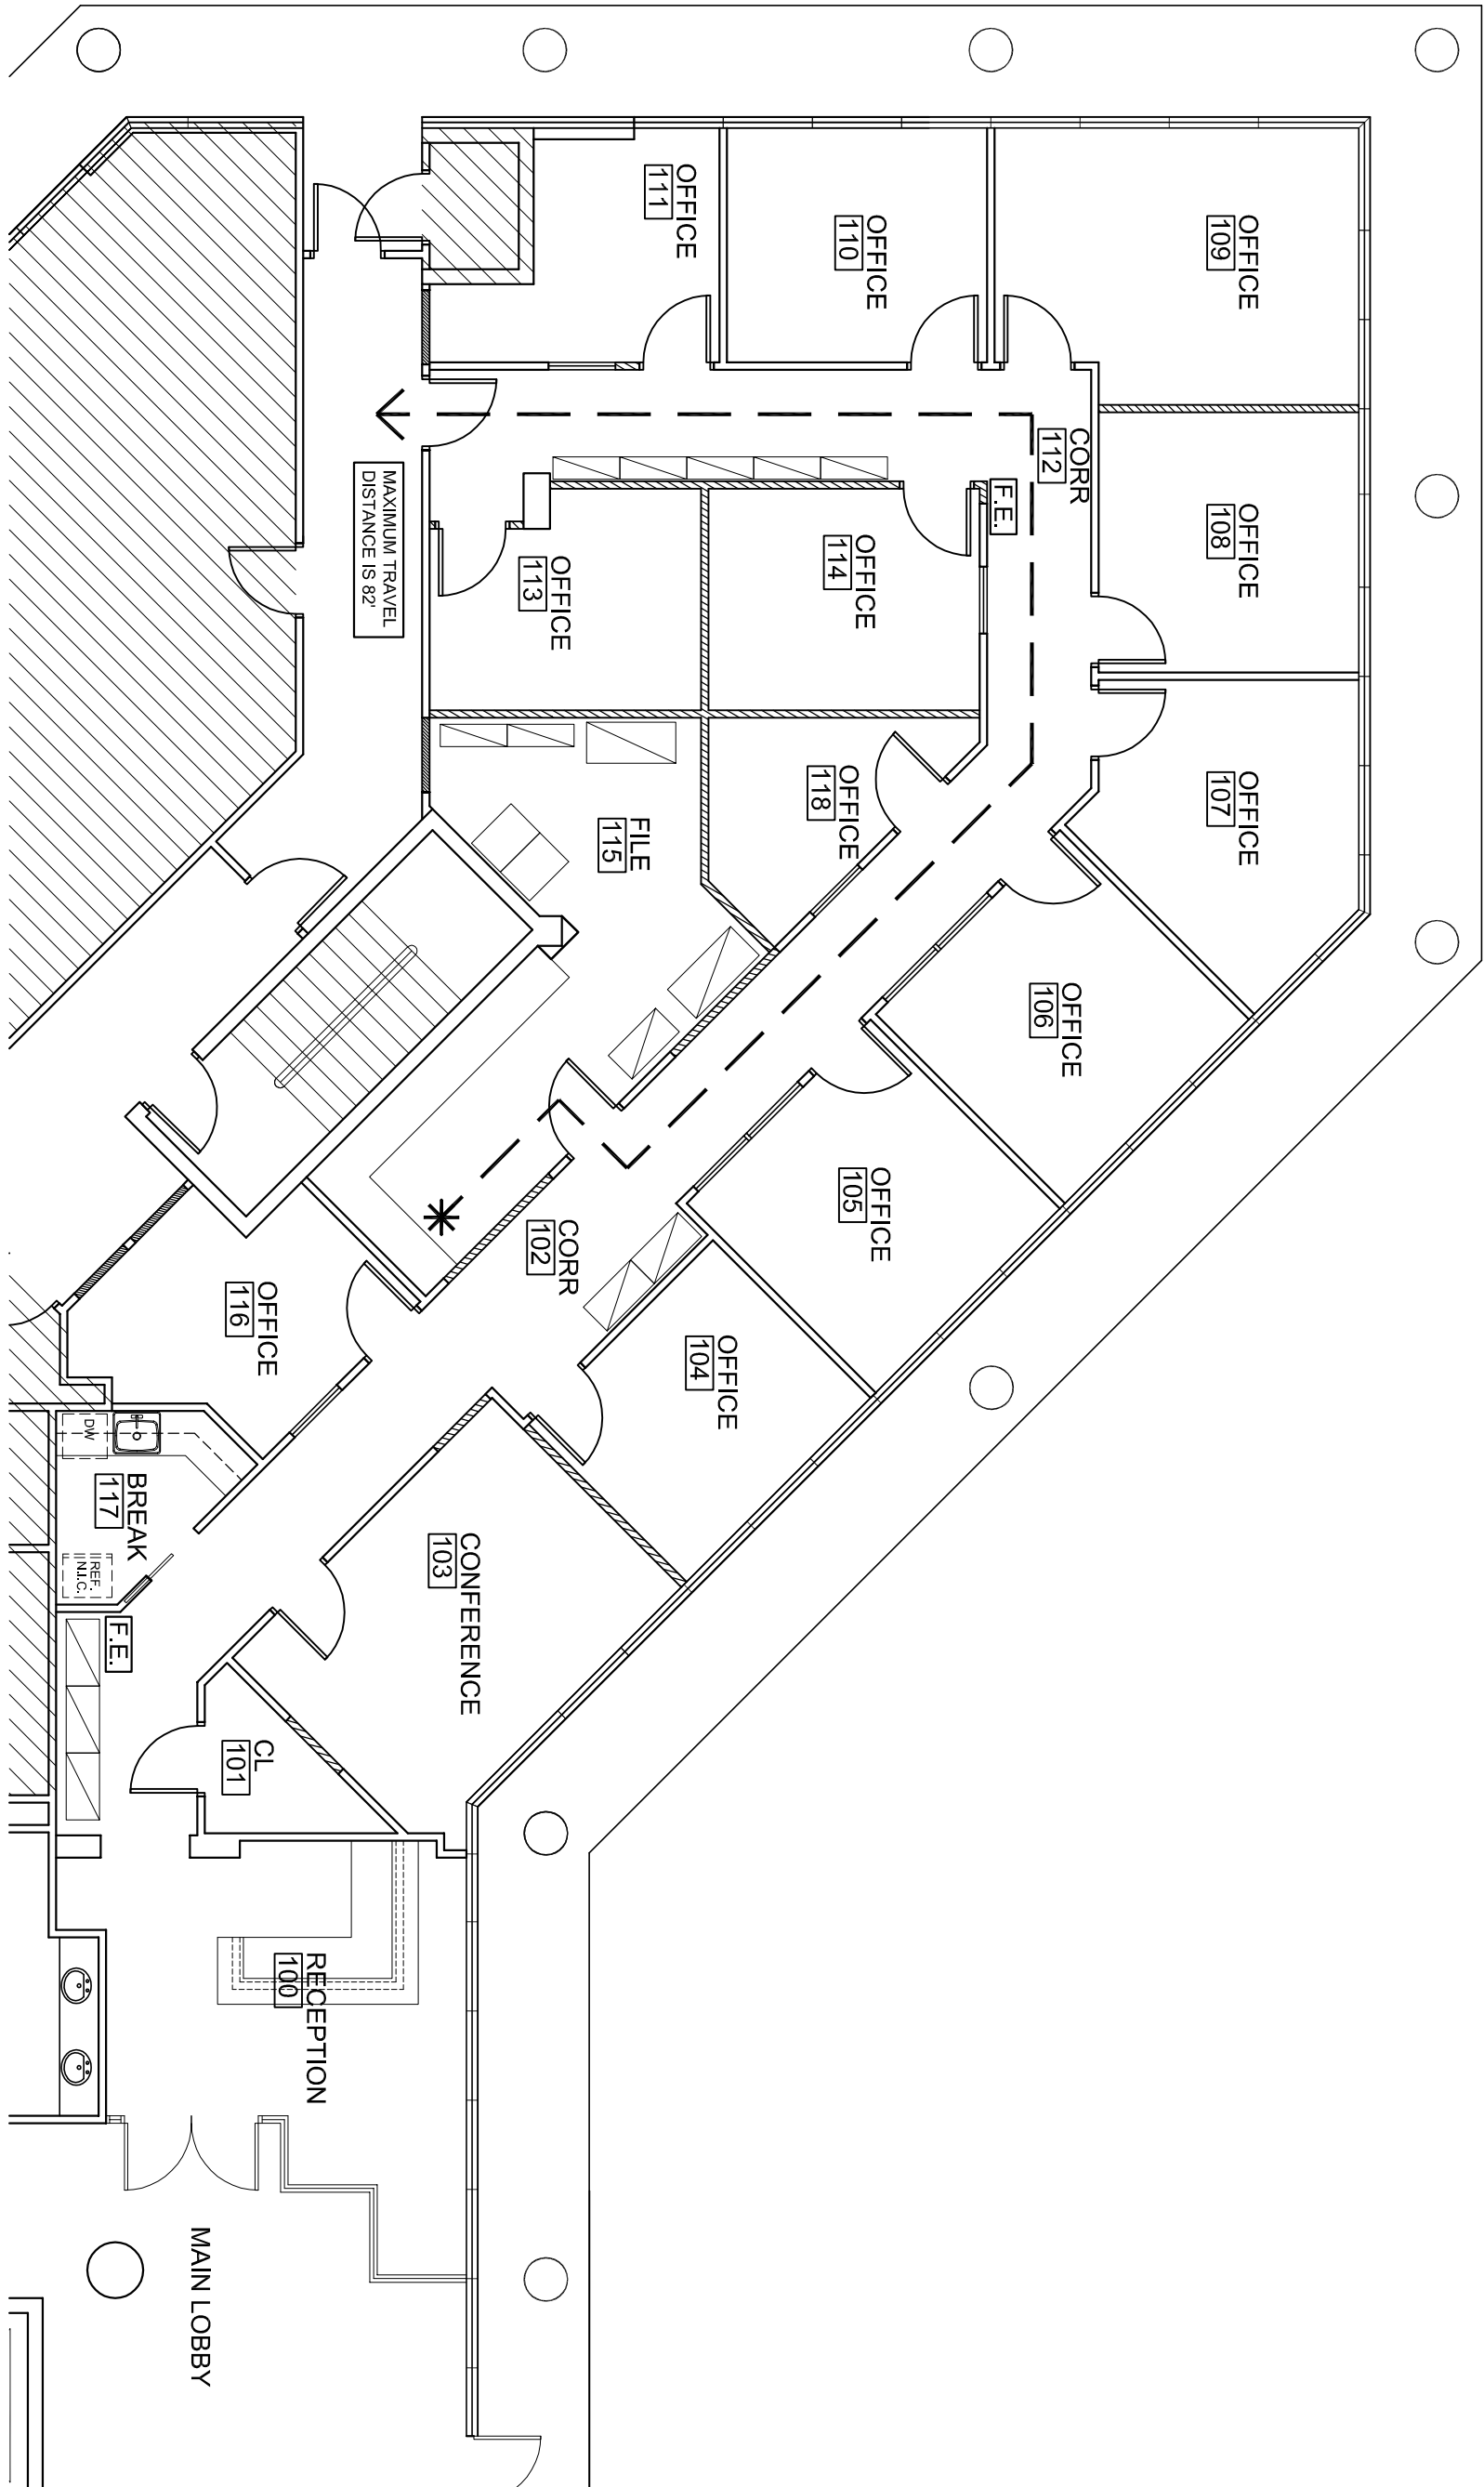 OFFICE
109
OFFICE
110
OFFICE
111
CORR
112
OFFICE
108
F.E.
MAXIMUM TRAVEL
DISTANCE IS 82'
OFFICE
114
OFFICE
113
OFFICE
107
OFFICE
118
FILE
115
OFFICE
106
OFFICE
105
CORR
102
OFFICE
116
OFFICE
104
DW
BREAK
117
REF.
N.I.C.
CONFERENCE
103
F.E.
CL
101
RECEPTION
100
MAIN LOBBY